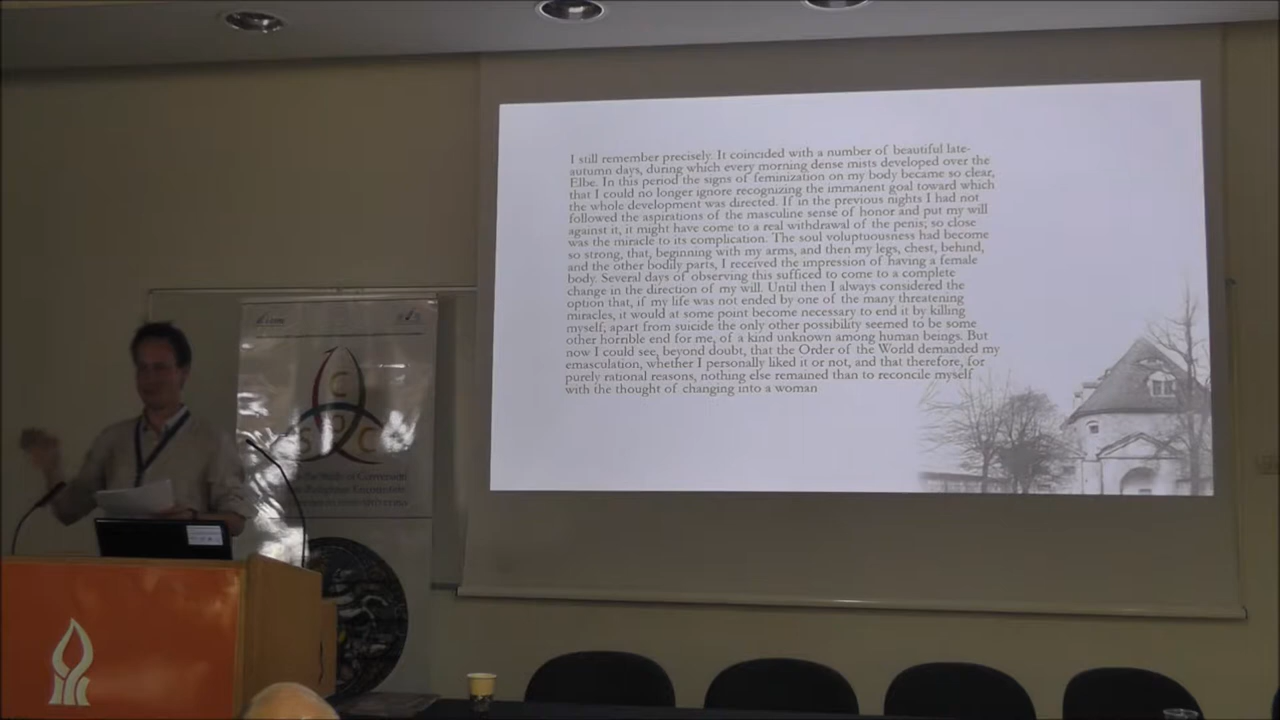 I still remember precisely. It coincided with a number of beautiful late-
autumn days, during which every morning dense mists developed over the
Elbe. In this period the signs of feminization on my body became so clear,
that I could no longer ignore recognizing the immanent goal toward which
the whole development was directed. If in the previous nights I had not
followed the aspirations of the masculine sense of honor and put my will
against it, it might have come to a real withdrawal of the penis; so close
was the miracle to its complication. The soul voluptuousness had become
so strong, that, beginning with my arms, and then my legs, chest, behind,
and the other bodily parts, I received the impression of having a female
body. Several days of observing this sufficed to come to a complete
change in the direction of my will. Until then I always considered the
option that, if my life was not ended by one of the many threatening
miracles, it would at some point become necessary to end it by killing
myself; apart from suicide the only other possibility seemed to be some
other horrible end for me, of a kind unknown among human beings. But
now I could see, beyond doubt, that the Order of the World demanded my
emasculation, whether I personally liked it or not, and that therefore, for
purely rational reasons, nothing else remained than to reconcile myself
with the thought of changing into a woman
C
S O C
the Study of Conversion
Religious Encounters